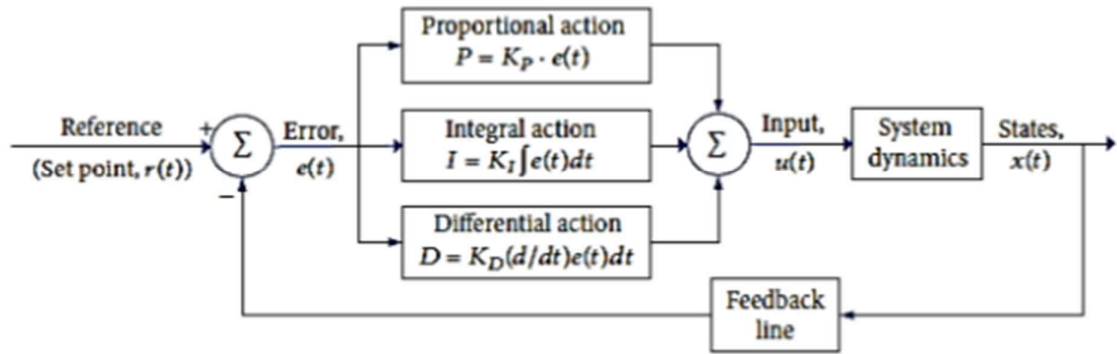 Proportional action
P = K_P · e(t)
Reference
(Set point, r(t))
+
−
Σ
Error,
e(t)
Integral action
I = K_I∫e(t)dt
Differential action
D = K_D(d/dt)e(t)dt
Σ
Input,
u(t)
System
dynamics
States,
x(t)
Feedback
line